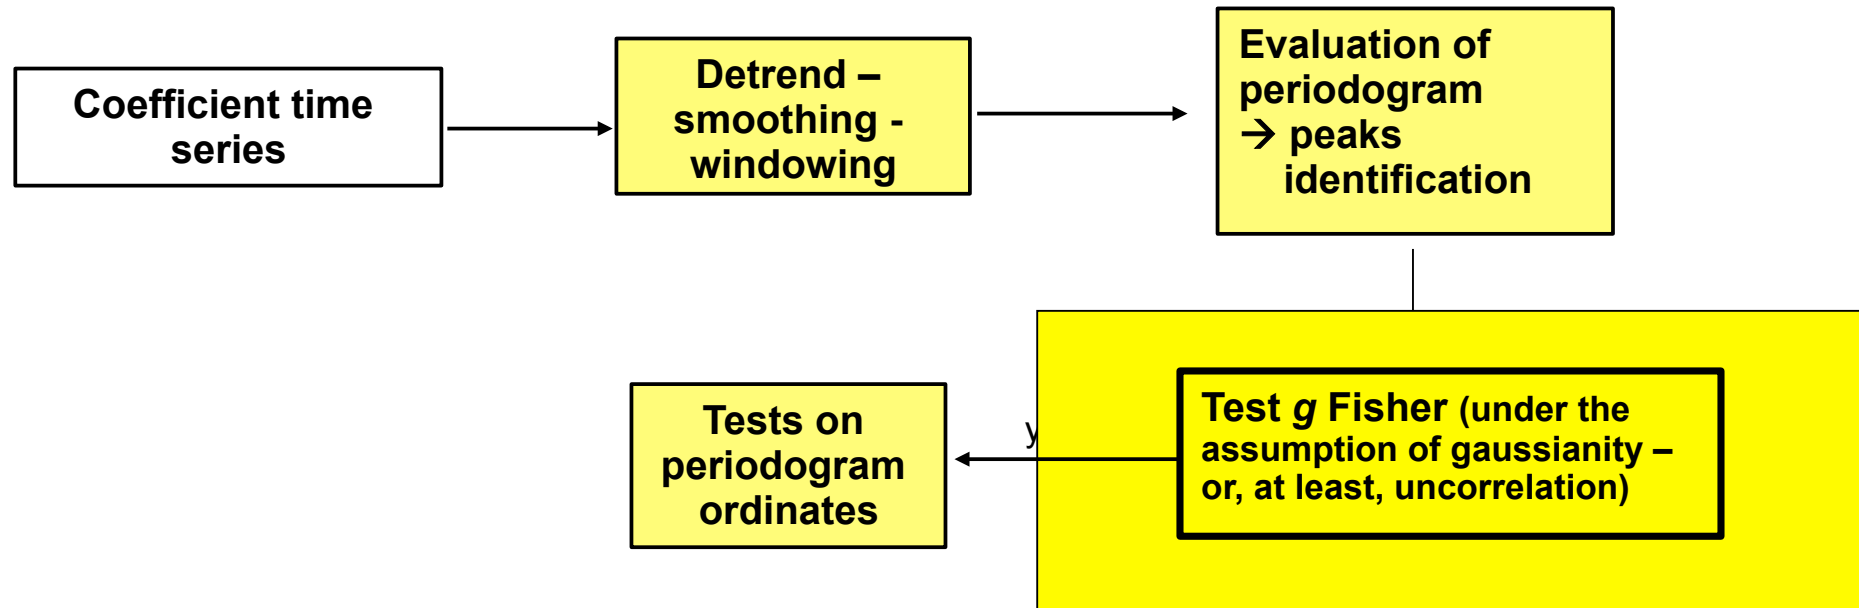 Coefficient time
series
Detrend –
smoothing -
windowing
Evaluation of
periodogram
→ peaks
identification
Tests on
periodogram
ordinates
y
Test g Fisher (under the
assumption of gaussianity –
or, at least, uncorrelation)